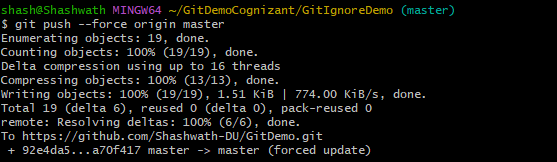 shash@Shashwath MINGW64 ~/GitDemoCognizant/GitIgnoreDemo (master)
$ git push --force origin master
Enumerating objects: 19, done.
Counting objects: 100% (19/19), done.
Delta compression using up to 16 threads
Compressing objects: 100% (13/13), done.
Writing objects: 100% (19/19), 1.51 KiB | 774.00 KiB/s, done.
Total 19 (delta 6), reused 0 (delta 0), pack-reused 0
remote: Resolving deltas: 100% (6/6), done.
To https://github.com/Shashwath-DU/GitDemo.git
 + 92e4da5...a70f417 master -> master (forced update)